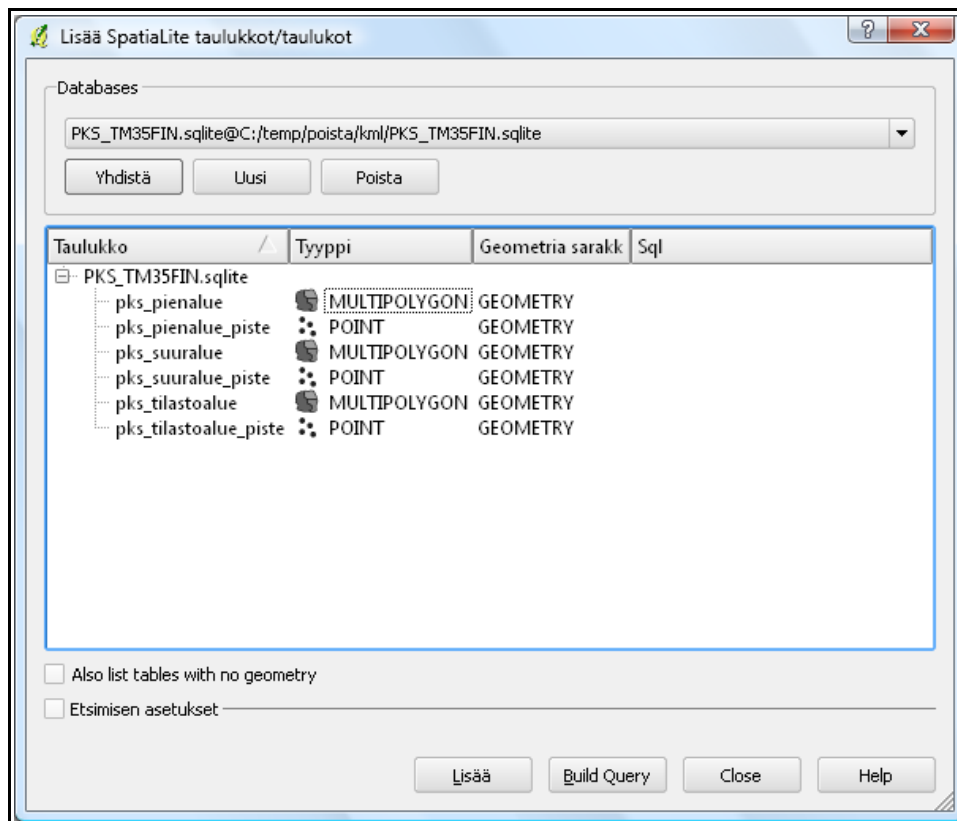 Lisää SpatiaLite taulukkot/taulukot
Databases
PKS_TM35FIN.sqlite@C:/temp/poista/kml/PKS_TM35FIN.sqlite
Yhdistä Uusi Poista
Taulukko Tyyppi Geometria sarakk Sql
PKS_TM35FIN.sqlite
pks_pienalue MULTIPOLYGON GEOMETRY
pks_pienalue_piste POINT GEOMETRY
pks_suuralue MULTIPOLYGON GEOMETRY
pks_suuralue_piste POINT GEOMETRY
pks_tilastoalue MULTIPOLYGON GEOMETRY
pks_tilastoalue_piste POINT GEOMETRY
Also list tables with no geometry
Etsimisen asetukset
Lisää Build Query Close Help